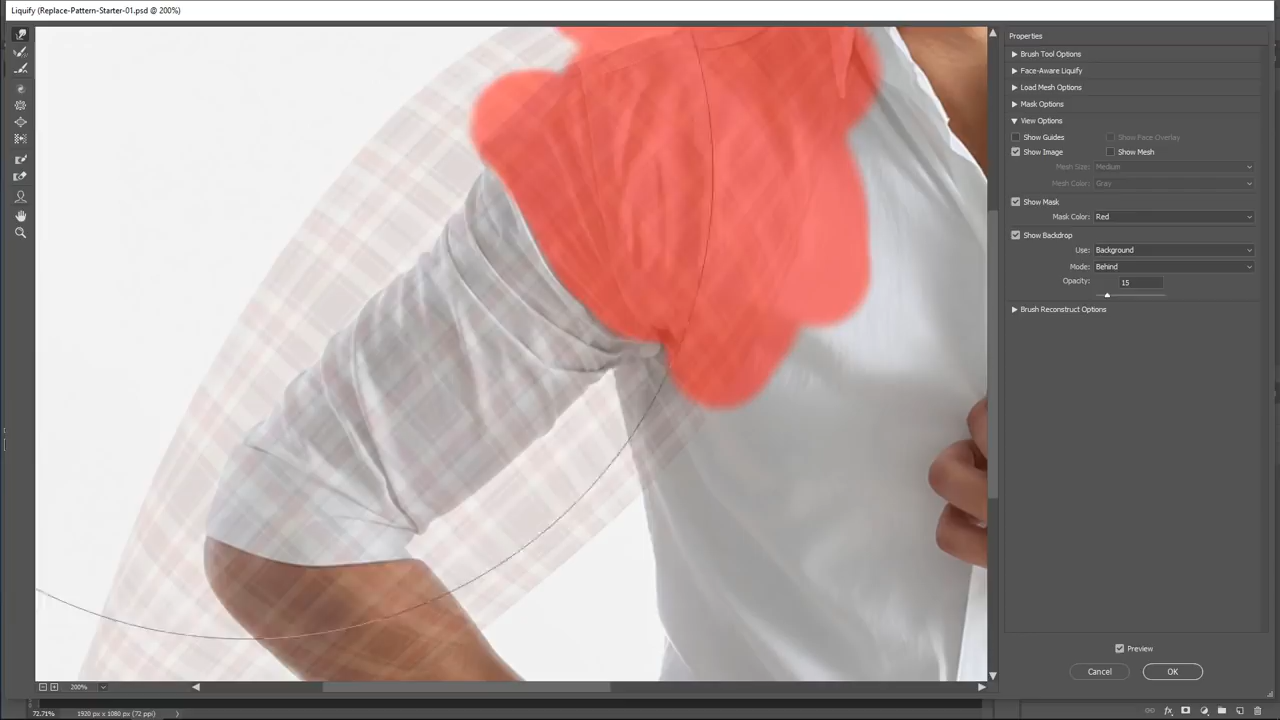 Liquify (Replace-Pattern-Starter-01.psd @ 200%)
Properties
Brush Tool Options
Face-Aware Liquify
Load Mesh Options
Mask Options
View Options
Show Guides Show Face Overlay
Show Image Show Mesh
Mesh Size: Medium
Mesh Color: Gray
Show Mask
Mask Color: Red
Show Backdrop
Use: Background
Mode: Behind
Opacity: 15
Brush Reconstruct Options
Preview
Cancel OK
200%
72.71% 1920 px x 1080 px (72 ppi)